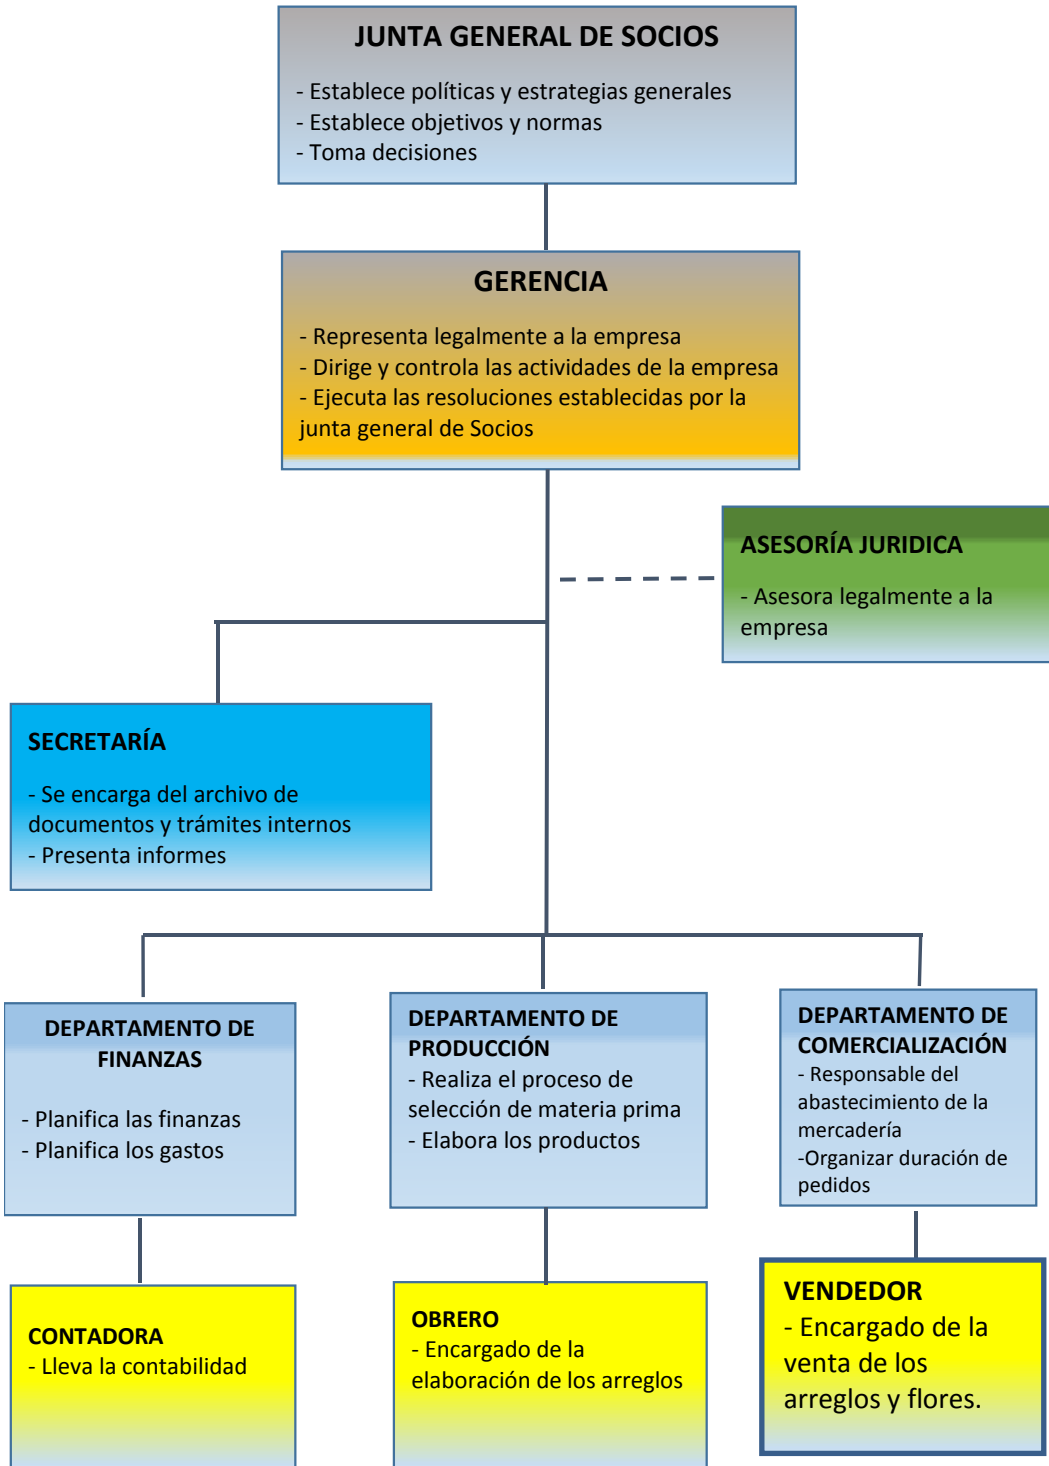 JUNTA GENERAL DE SOCIOS
- Establece políticas y estrategias generales
- Establece objetivos y normas
- Toma decisiones
GERENCIA
- Representa legalmente a la empresa
- Dirige y controla las actividades de la empresa
- Ejecuta las resoluciones establecidas por la
junta general de Socios
ASESORÍA JURIDICA
- Asesora legalmente a la
empresa
SECRETARÍA
- Se encarga del archivo de
documentos y trámites internos
- Presenta informes
DEPARTAMENTO DE
FINANZAS
- Planifica las finanzas
- Planifica los gastos
DEPARTAMENTO DE
PRODUCCIÓN
- Realiza el proceso de
selección de materia prima
- Elabora los productos
DEPARTAMENTO DE
COMERCIALIZACIÓN
- Responsable del
abastecimiento de la
mercadería
-Organizar duración de
pedidos
CONTADORA
- Lleva la contabilidad
OBRERO
- Encargado de la
elaboración de los arreglos
VENDEDOR
- Encargado de la
venta de los
arreglos y flores.